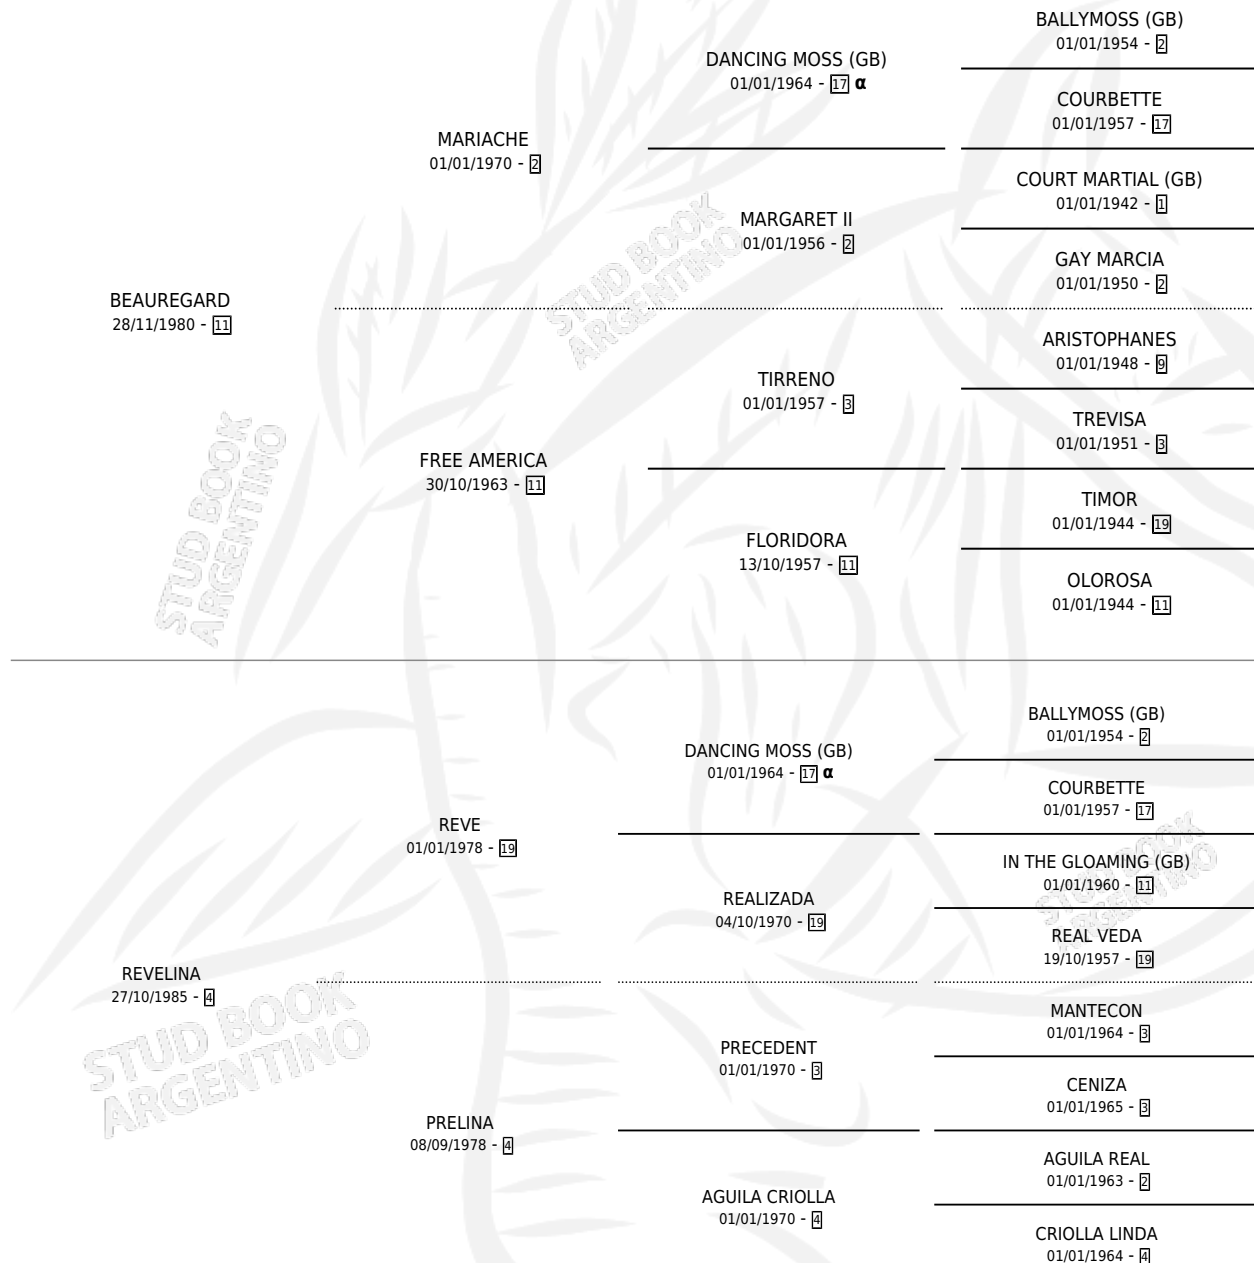 BALLYMOSS (GB)
01/01/1954 - 2
DANCING MOSS (GB)
01/01/1964 - 17 α
COURBETTE
01/01/1957 - 17
MARIACHE
01/01/1970 - 2
COURT MARTIAL (GB)
01/01/1942 - 1
MARGARET II
01/01/1956 - 2
GAY MARCIA
01/01/1950 - 2
BEAUREGARD
28/11/1980 - 11
ARISTOPHANES
01/01/1948 - 9
TIRRENO
01/01/1957 - 3
TREVISA
01/01/1951 - 3
FREE AMERICA
30/10/1963 - 11
TIMOR
01/01/1944 - 19
FLORIDORA
13/10/1957 - 11
OLOROSA
01/01/1944 - 11
STUD BOOK
ARGENTINO
STUD BOOK
ARGENTINO
BALLYMOSS (GB)
01/01/1954 - 2
DANCING MOSS (GB)
01/01/1964 - 17 α
COURBETTE
01/01/1957 - 17
REVE
01/01/1978 - 19
IN THE GLOAMING (GB)
01/01/1960 - 11
REALIZADA
04/10/1970 - 19
REAL VEDA
19/10/1957 - 19
REVELINA
27/10/1985 - 4
MANTECON
01/01/1964 - 3
PRECEDENT
01/01/1970 - 3
CENIZA
01/01/1965 - 3
PRELINA
08/09/1978 - 4
AGUILA REAL
01/01/1963 - 2
AGUILA CRIOLLA
01/01/1970 - 4
CRIOLLA LINDA
01/01/1964 - 4
STUD BOOK
ARGENTINO
STUD BOOK
ARGENTINO